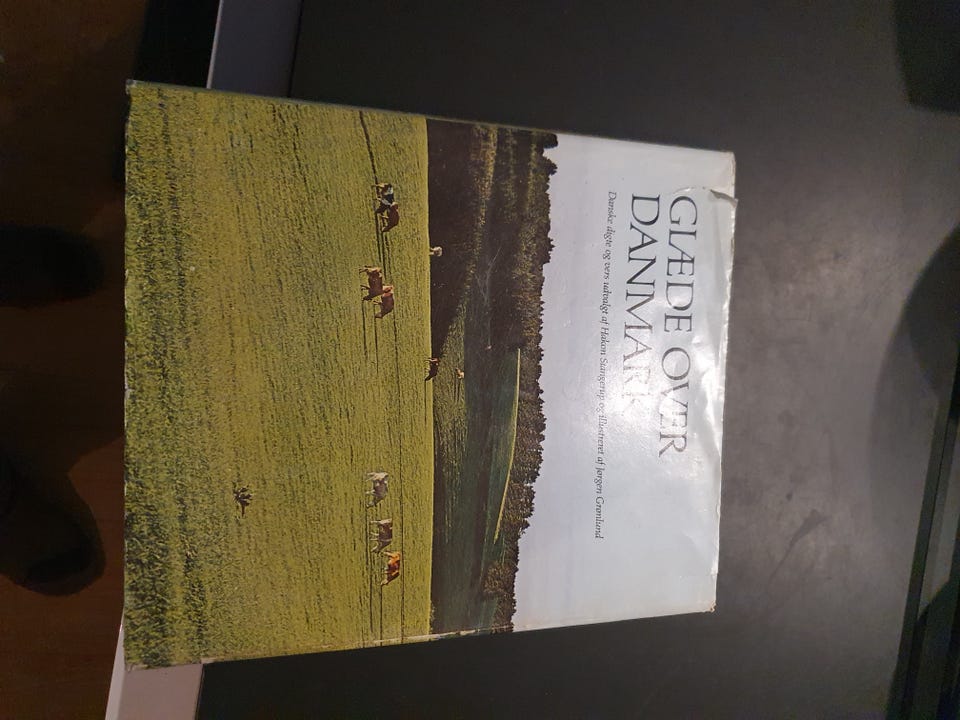 GLÆDE OVER
DANMARK
Danske digte og vers udvalgt af Hakon Stangerup og illustreret af Jørgen Grønlund